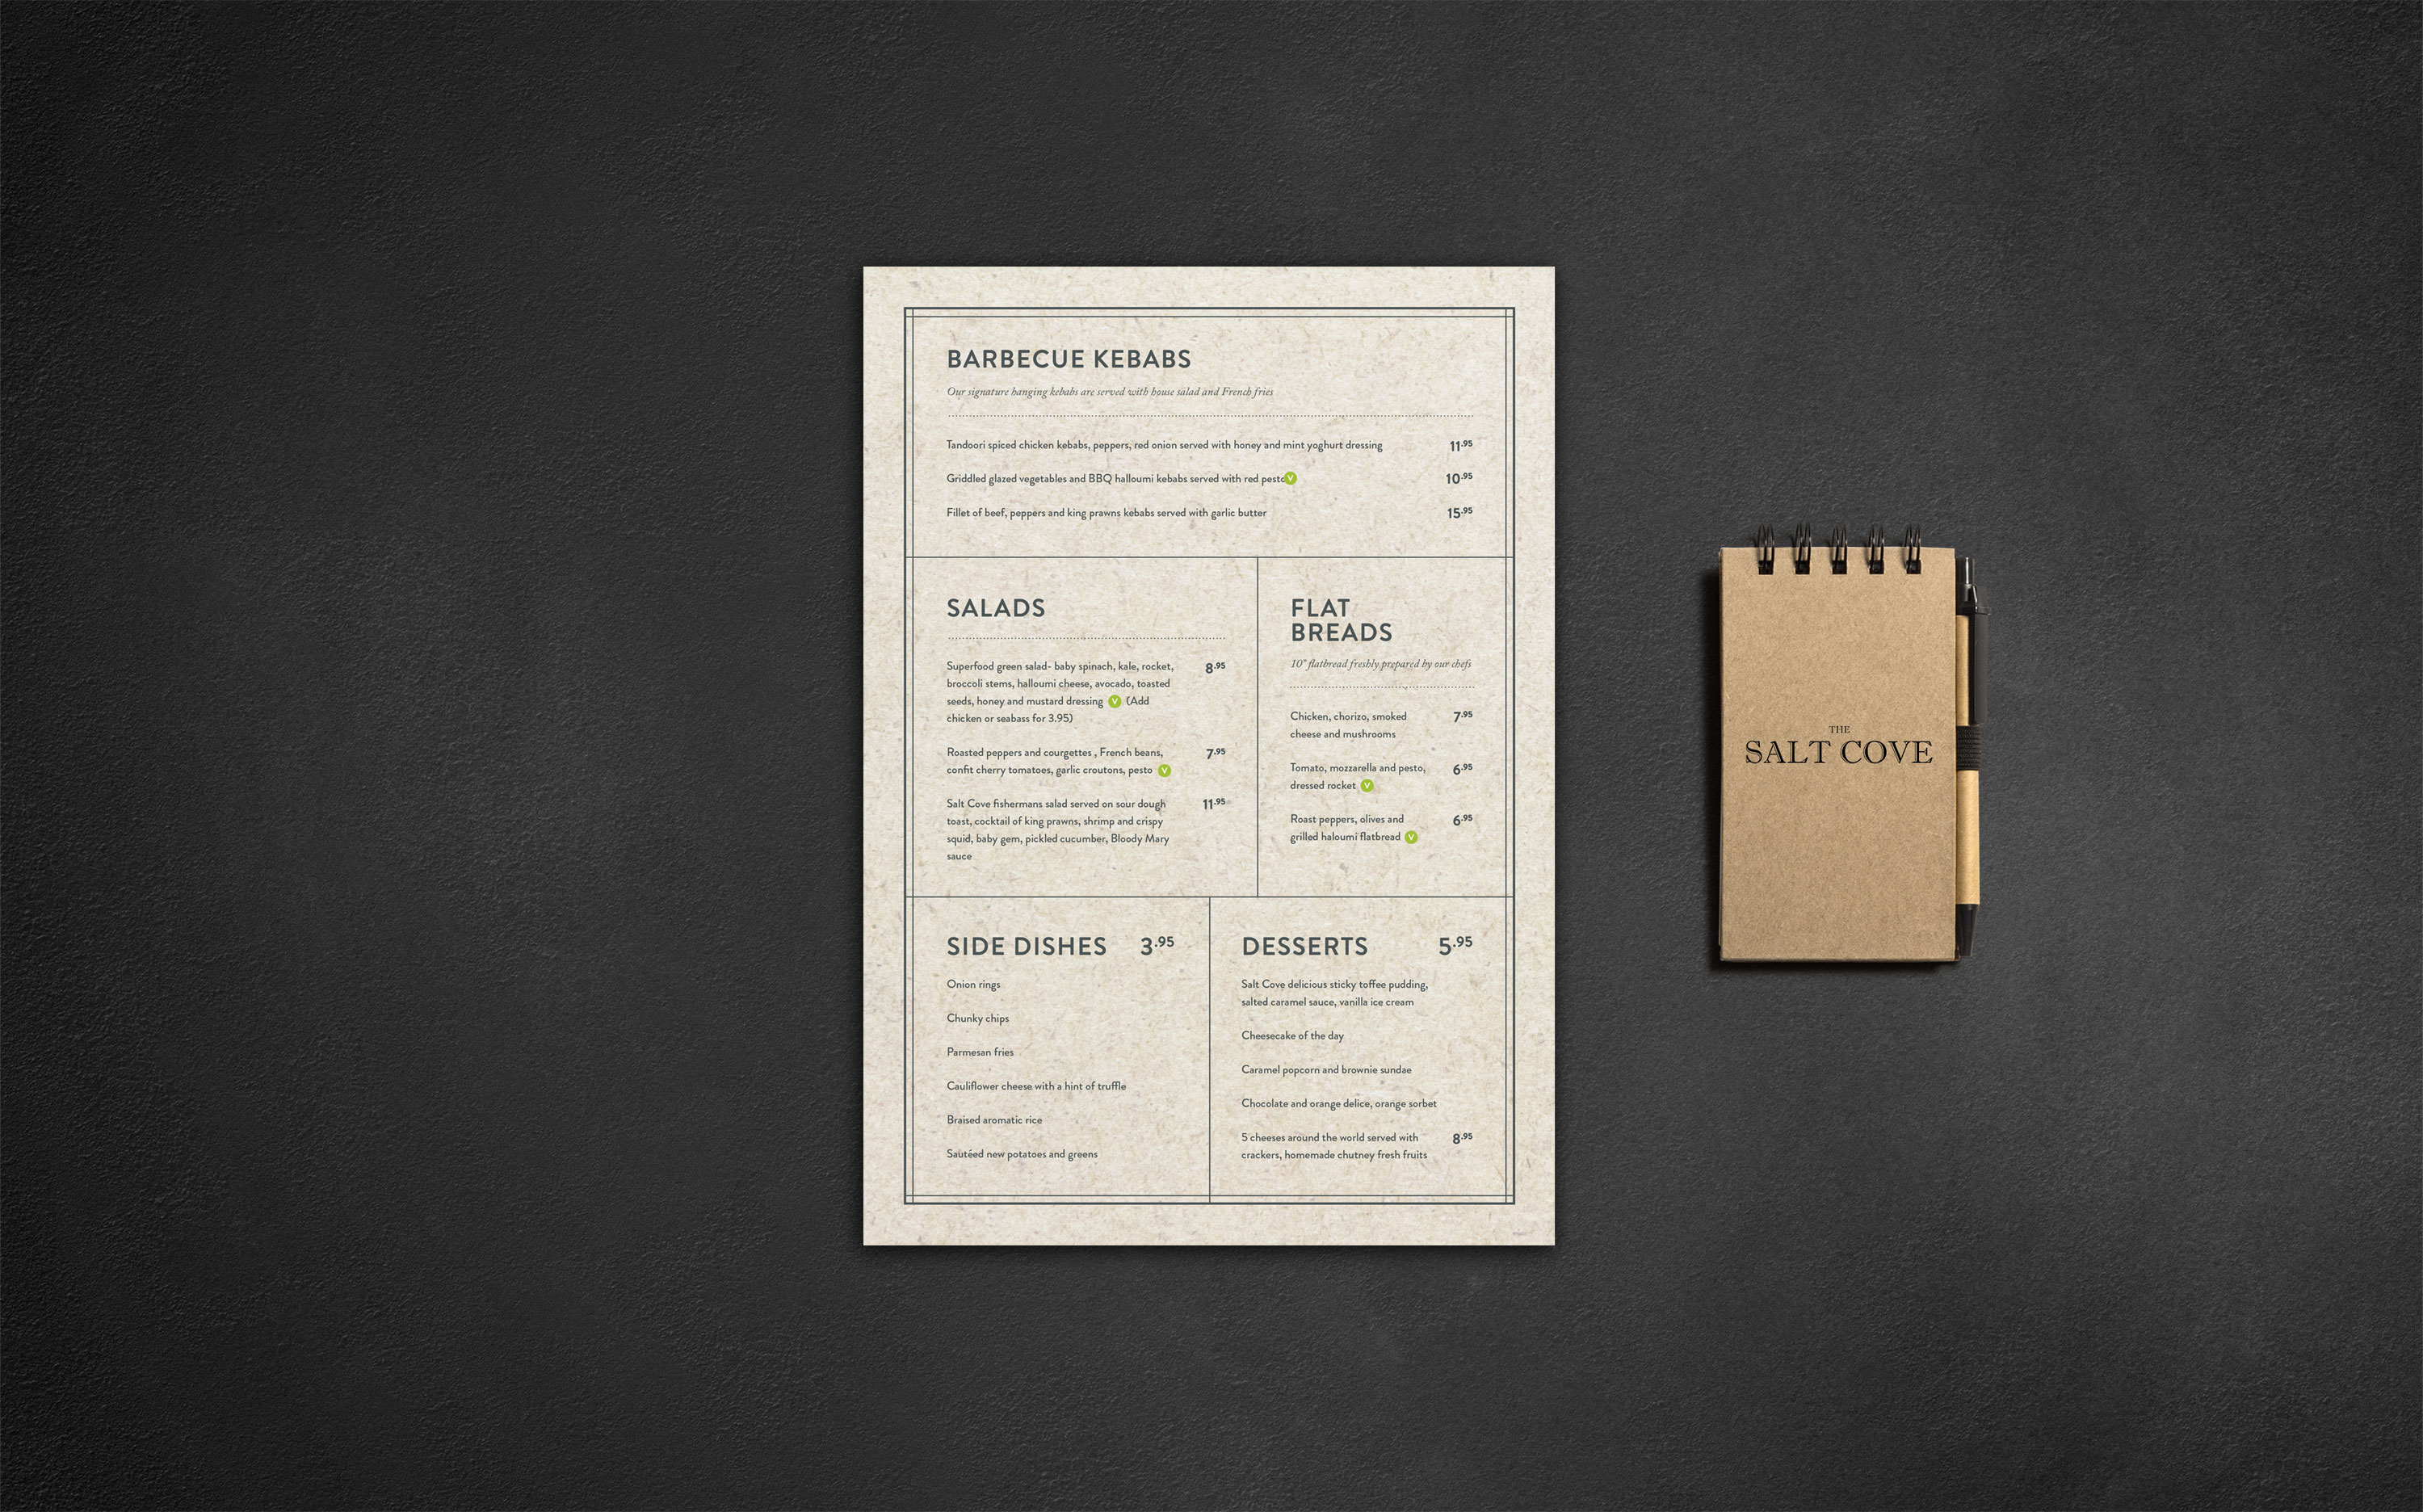 BARBECUE KEBABS
Our signature hanging kebabs are served with house salad and French fries
Tandoori spiced chicken kebabs, peppers, red onion served with honey and mint yoghurt dressing 11.95
Griddled glazed vegetables and BBQ halloumi kebabs served with red pesto V 10.95
Fillet of beef, peppers and king prawns kebabs served with garlic butter 15.95
SALADS
Superfood green salad- baby spinach, kale, rocket, 8.95
broccoli stems, halloumi cheese, avocado, toasted
seeds, honey and mustard dressing V (Add
chicken or seabass for 3.95)
Roasted peppers and courgettes , French beans, 7.95
confit cherry tomatoes, garlic croutons, pesto V
Salt Cove fishermans salad served on sour dough 11.95
toast, cocktail of king prawns, shrimp and crispy
squid, baby gem, pickled cucumber, Bloody Mary
sauce
FLAT
BREADS
10" flatbread freshly prepared by our chefs
Chicken, chorizo, smoked 7.95
cheese and mushrooms
Tomato, mozzarella and pesto, 6.95
dressed rocket V
Roast peppers, olives and 6.95
grilled haloumi flatbread V
SIDE DISHES 3.95
Onion rings
Chunky chips
Parmesan fries
Cauliflower cheese with a hint of truffle
Braised aromatic rice
Sautéed new potatoes and greens
DESSERTS 5.95
Salt Cove delicious sticky toffee pudding,
salted caramel sauce, vanilla ice cream
Cheesecake of the day
Caramel popcorn and brownie sundae
Chocolate and orange delice, orange sorbet
5 cheeses around the world served with 8.95
crackers, homemade chutney fresh fruits
THE
SALT COVE